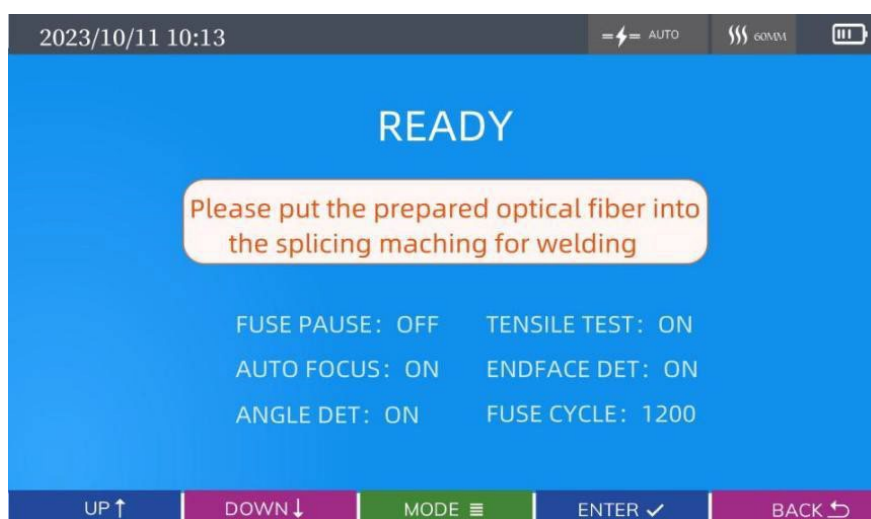 2023/10/11 10:13 AUTO 60MM
READY
Please put the prepared optical fiber into
the splicing maching for welding
FUSE PAUSE: OFF TENSILE TEST: ON
AUTO FOCUS: ON ENDFACE DET: ON
ANGLE DET: ON FUSE CYCLE: 1200
UP↑ DOWN↓ MODE ≡ ENTER ✓ BACK ⮌